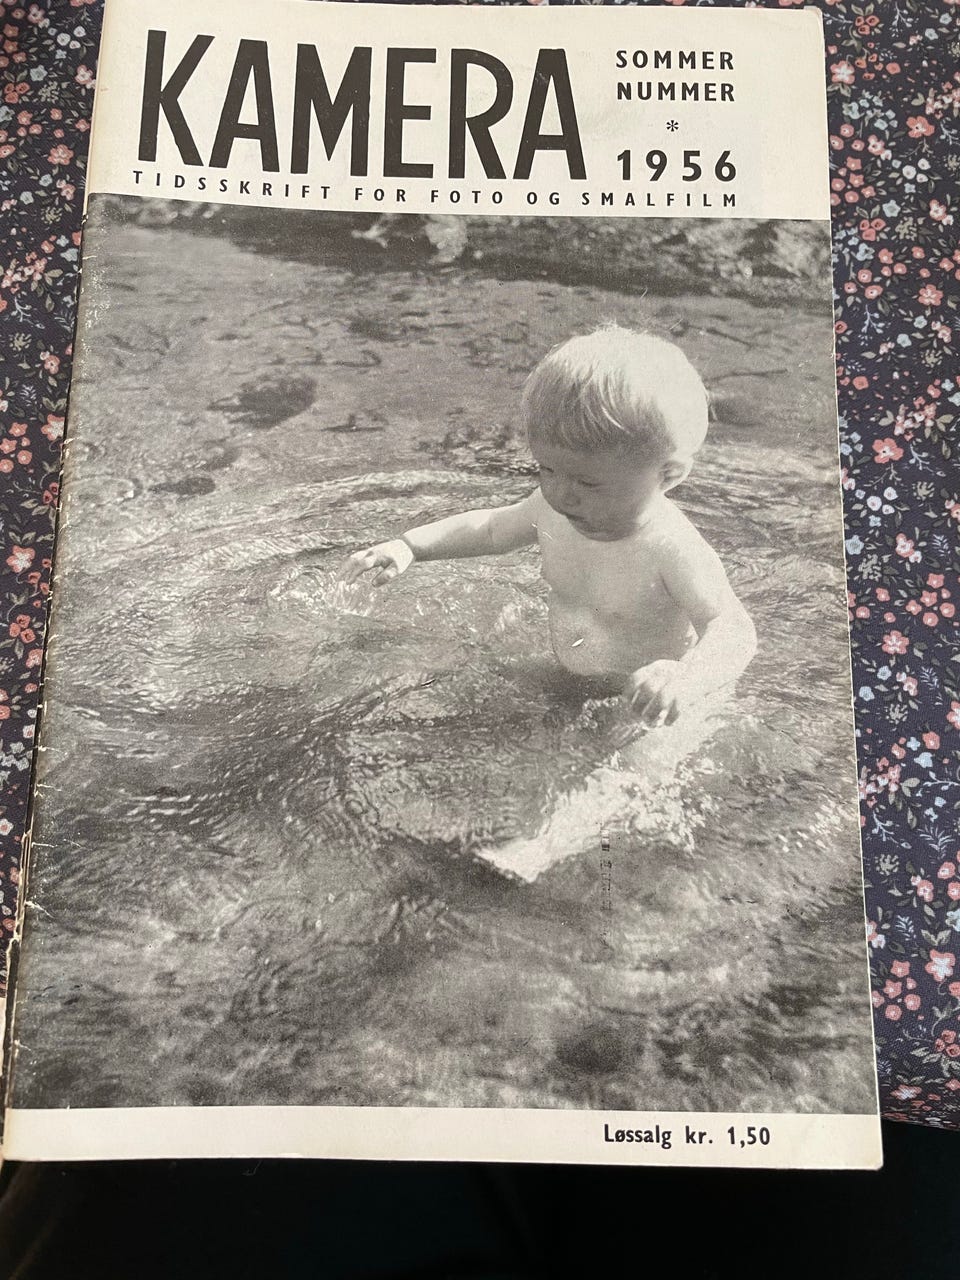 KAMERA
SOMMER
NUMMER
*
1956
TIDSSKRIFT FOR FOTO OG SMALFILM
Løssalg kr. 1,50